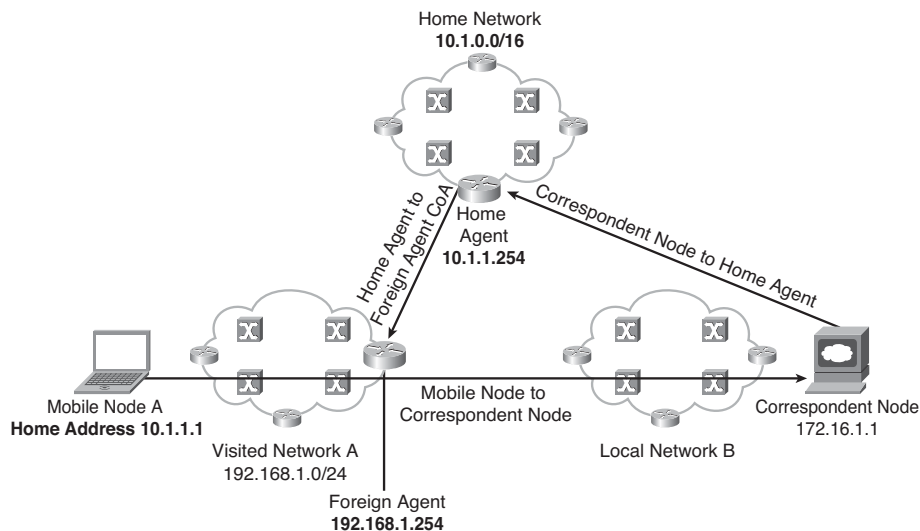 Home Network
10.1.0.0/16
Home
Agent
10.1.1.254
Home Agent to
Foreign Agent CoA
Correspondent Node to Home Agent
Mobile Node A
Home Address 10.1.1.1
Mobile Node to
Correspondent Node
Correspondent Node
172.16.1.1
Visited Network A
192.168.1.0/24
Local Network B
Foreign Agent
192.168.1.254